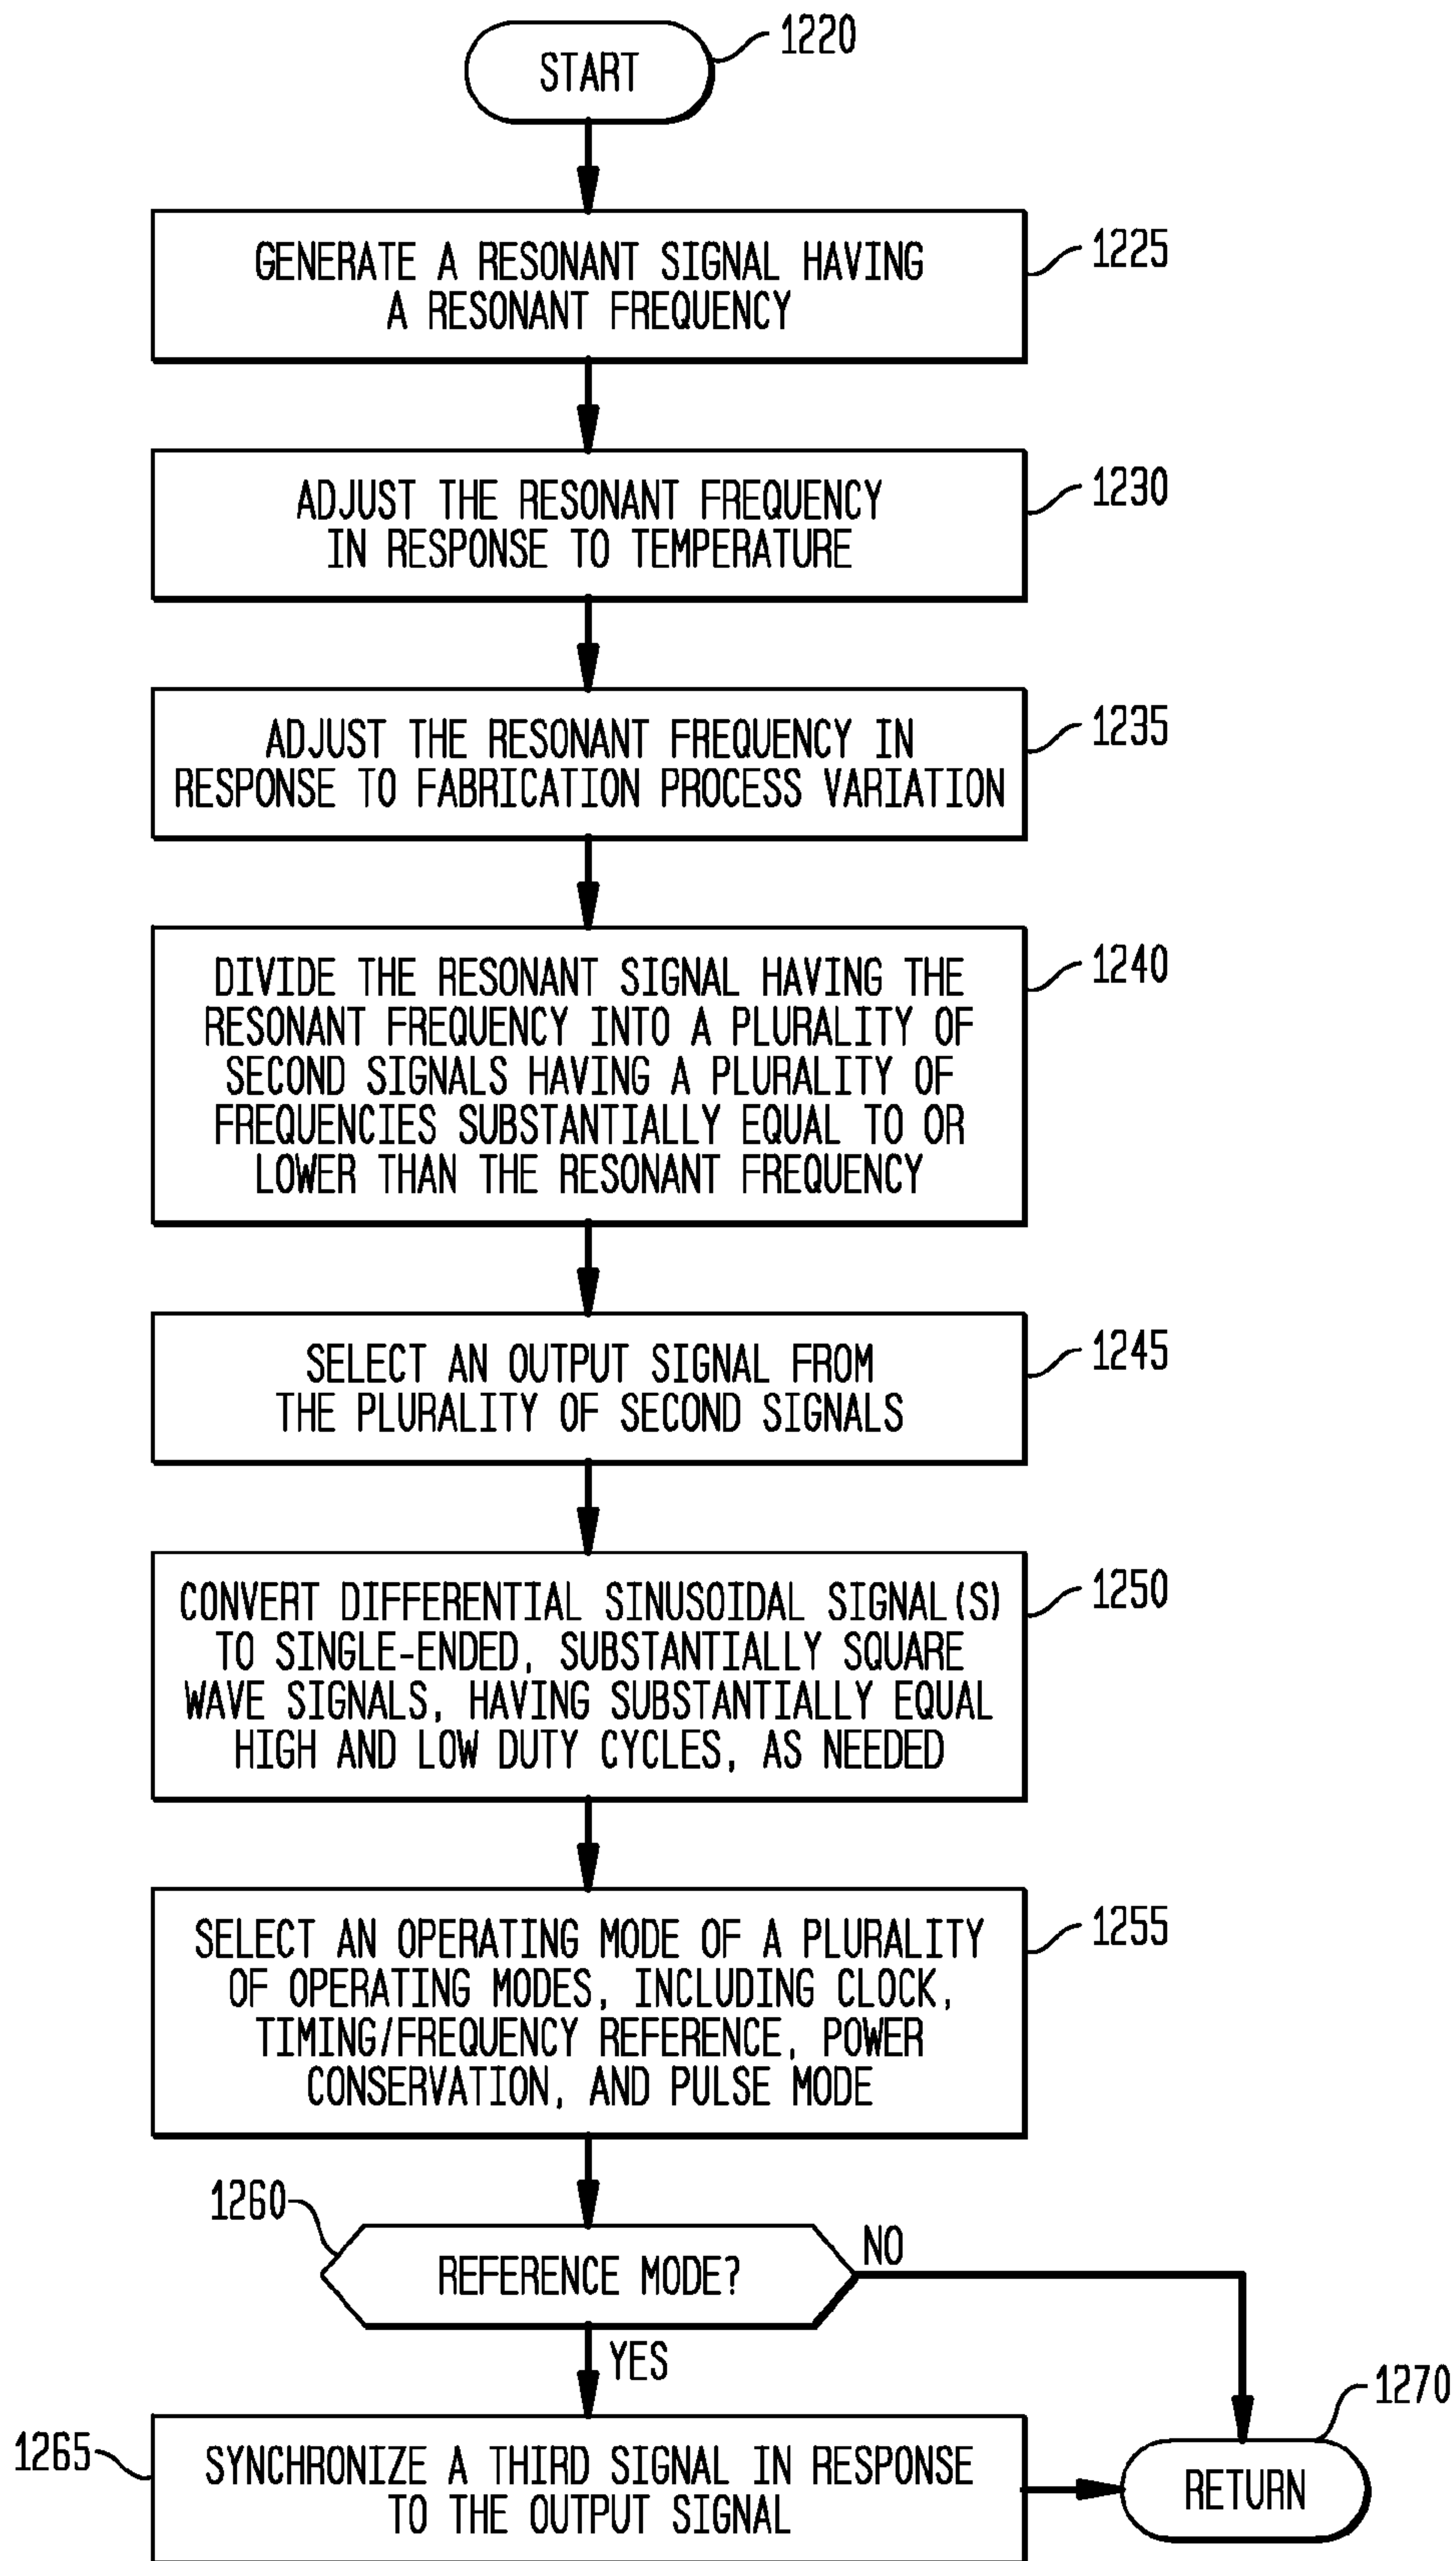 START
1220
GENERATE A RESONANT SIGNAL HAVING
A RESONANT FREQUENCY
1225
ADJUST THE RESONANT FREQUENCY
IN RESPONSE TO TEMPERATURE
1230
ADJUST THE RESONANT FREQUENCY IN
RESPONSE TO FABRICATION PROCESS VARIATION
1235
DIVIDE THE RESONANT SIGNAL HAVING THE
RESONANT FREQUENCY INTO A PLURALITY OF
SECOND SIGNALS HAVING A PLURALITY OF
FREQUENCIES SUBSTANTIALLY EQUAL TO OR
LOWER THAN THE RESONANT FREQUENCY
1240
SELECT AN OUTPUT SIGNAL FROM
THE PLURALITY OF SECOND SIGNALS
1245
CONVERT DIFFERENTIAL SINUSOIDAL SIGNAL(S)
TO SINGLE-ENDED, SUBSTANTIALLY SQUARE
WAVE SIGNALS, HAVING SUBSTANTIALLY EQUAL
HIGH AND LOW DUTY CYCLES, AS NEEDED
1250
SELECT AN OPERATING MODE OF A PLURALITY
OF OPERATING MODES, INCLUDING CLOCK,
TIMING/FREQUENCY REFERENCE, POWER
CONSERVATION, AND PULSE MODE
1255
1260
REFERENCE MODE?
NO
YES
1265
SYNCHRONIZE A THIRD SIGNAL IN RESPONSE
TO THE OUTPUT SIGNAL
1270
RETURN